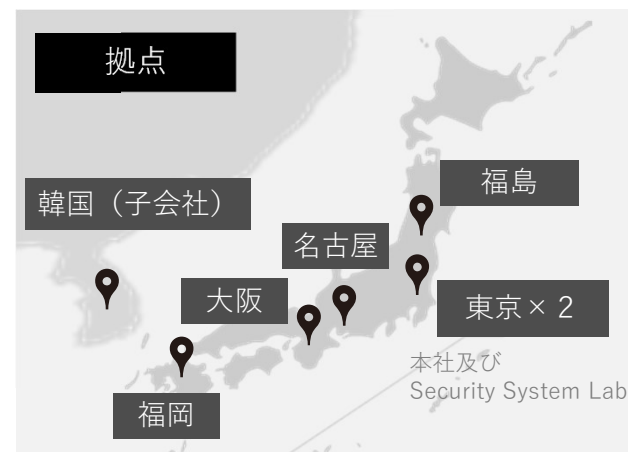 拠点
韓国（子会社）
福島
名古屋
大阪
東京×2
本社及び
Security System Lab
福岡